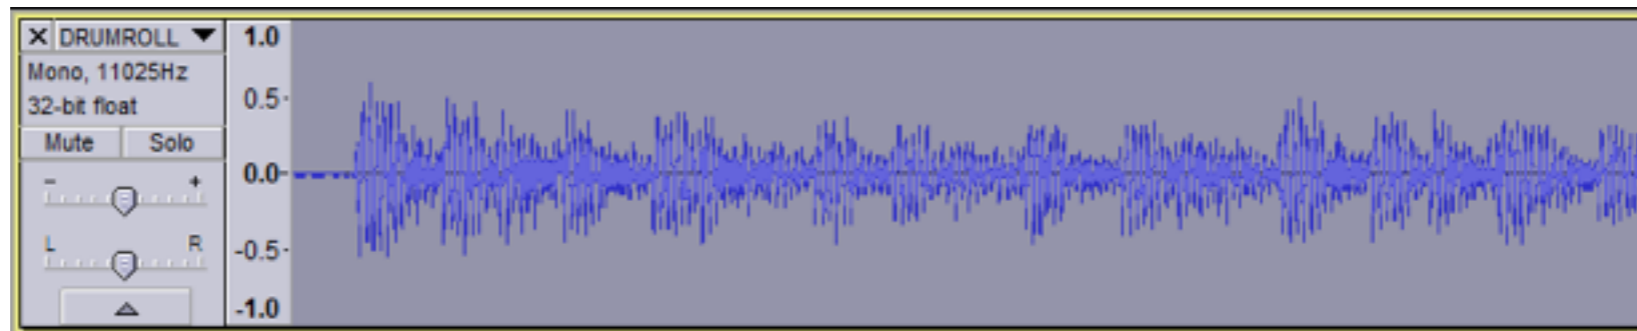 X DRUMROLL
Mono, 11025Hz
32-bit float
Mute Solo
- +
L R
1.0
0.5
0.0
-0.5
-1.0